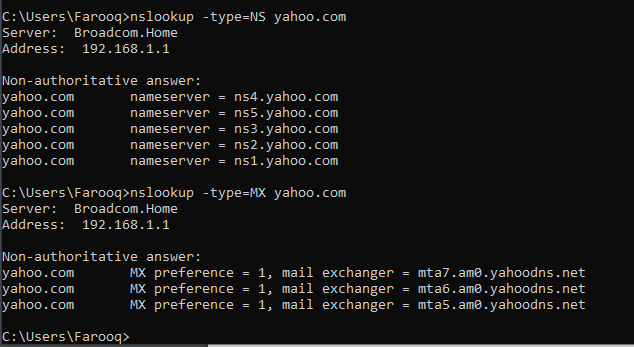 C:\Users\Farooq>nslookup -type=NS yahoo.com
Server:  Broadcom.Home
Address:  192.168.1.1
Non-authoritative answer:
yahoo.com       nameserver = ns4.yahoo.com
yahoo.com       nameserver = ns5.yahoo.com
yahoo.com       nameserver = ns3.yahoo.com
yahoo.com       nameserver = ns2.yahoo.com
yahoo.com       nameserver = ns1.yahoo.com
C:\Users\Farooq>nslookup -type=MX yahoo.com
Server:  Broadcom.Home
Address:  192.168.1.1
Non-authoritative answer:
yahoo.com       MX preference = 1, mail exchanger = mta7.am0.yahoodns.net
yahoo.com       MX preference = 1, mail exchanger = mta6.am0.yahoodns.net
yahoo.com       MX preference = 1, mail exchanger = mta5.am0.yahoodns.net
C:\Users\Farooq>